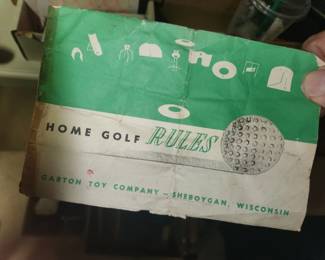 HOME GOLF RULES
GARTON TOY COMPANY — SHEBOYGAN, WISCONSIN